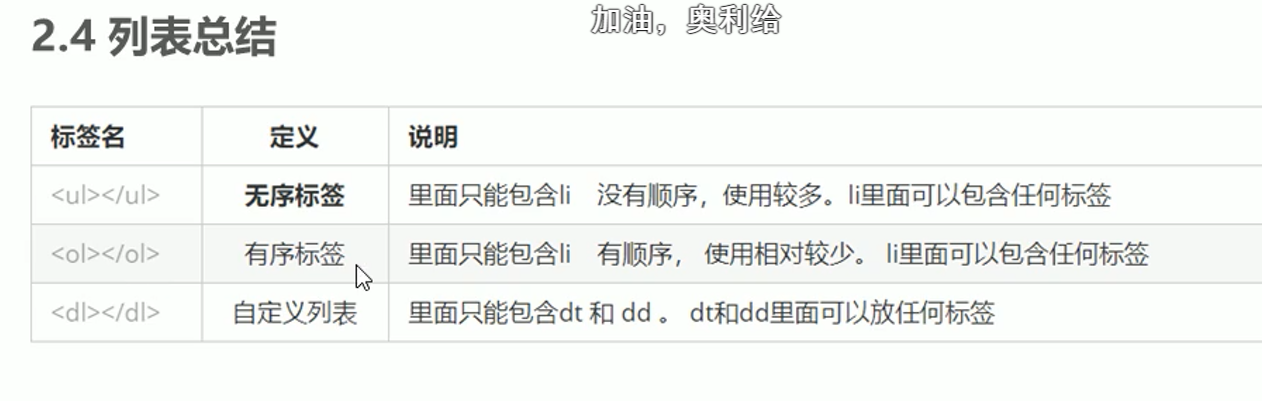 加油，奥利给
2.4 列表总结
标签名 定义 说明
<ul></ul> 无序标签 里面只能包含li 没有顺序，使用较多。li里面可以包含任何标签
<ol></ol> 有序标签 里面只能包含li 有顺序， 使用相对较少。 li里面可以包含任何标签
<dl></dl> 自定义列表 里面只能包含dt 和 dd 。 dt和dd里面可以放任何标签